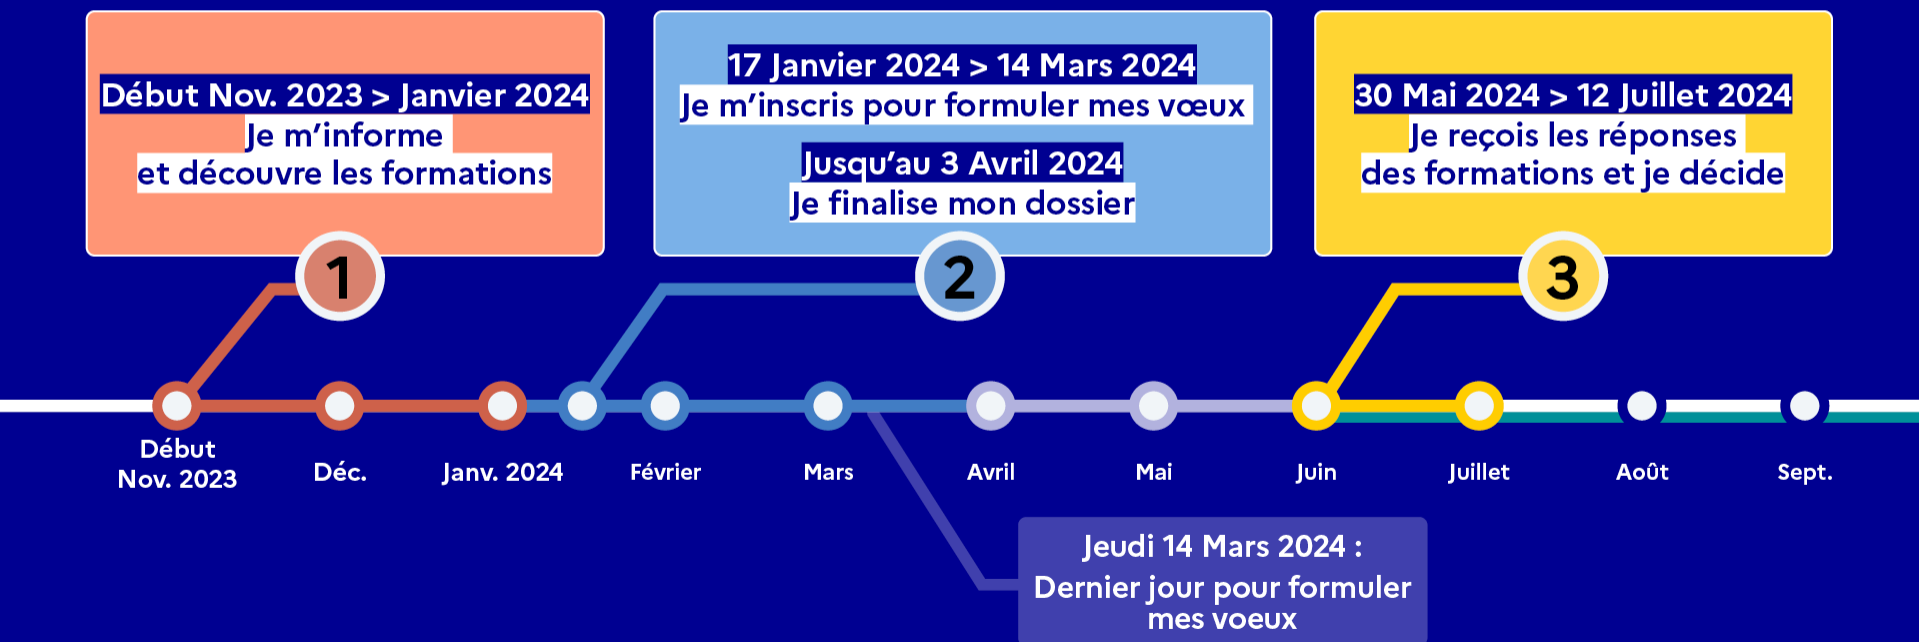 Début Nov. 2023 > Janvier 2024
Je m’informe
et découvre les formations
17 Janvier 2024 > 14 Mars 2024
Je m’inscris pour formuler mes vœux
Jusqu’au 3 Avril 2024
Je finalise mon dossier
30 Mai 2024 > 12 Juillet 2024
Je reçois les réponses
des formations et je décide
1
2
3
Début
Nov. 2023
Déc.
Janv. 2024
Février
Mars
Avril
Mai
Juin
Juillet
Août
Sept.
Jeudi 14 Mars 2024 :
Dernier jour pour formuler
mes voeux